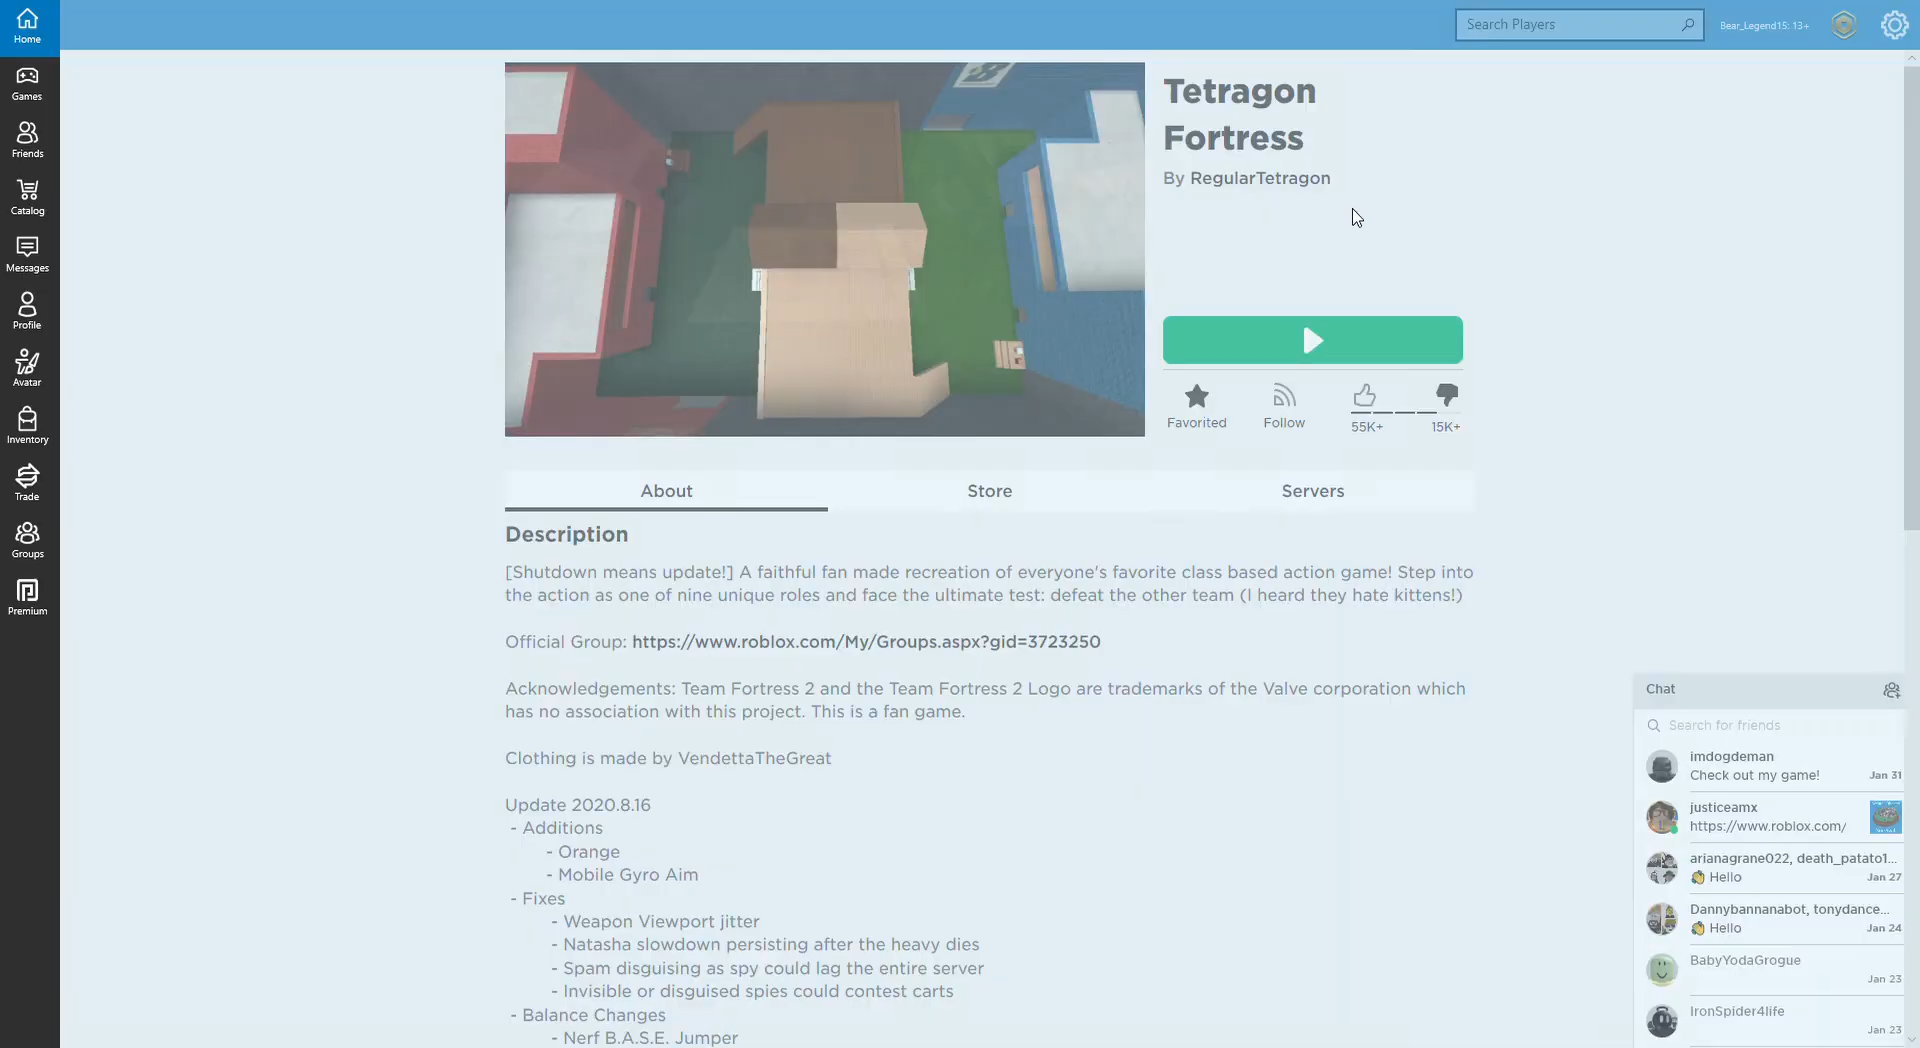 Home
Games
Friends
Catalog
Messages
Profile
Avatar
Inventory
Trade
Groups
Premium
Search Players
Bear_Legend15: 13+
Tetragon
Fortress
By RegularTetragon
Favorited
Follow
55K+
15K+
About
Store
Servers
Description
[Shutdown means update!] A faithful fan made recreation of everyone's favorite class based action game! Step into
the action as one of nine unique roles and face the ultimate test: defeat the other team (I heard they hate kittens!)
Official Group: https://www.roblox.com/My/Groups.aspx?gid=3723250
Acknowledgements: Team Fortress 2 and the Team Fortress 2 Logo are trademarks of the Valve corporation which
has no association with this project. This is a fan game.
Clothing is made by VendettaTheGreat
Update 2020.8.16
- Additions
- Orange
- Mobile Gyro Aim
- Fixes
- Weapon Viewport jitter
- Natasha slowdown persisting after the heavy dies
- Spam disguising as spy could lag the entire server
- Invisible or disguised spies could contest carts
- Balance Changes
- Nerf B.A.S.E. Jumper
Chat
Search for friends
imdogdeman
Check out my game! Jan 31
justiceamx
https://www.roblox.com/
arianagrane022, death_patato1...
👏 Hello Jan 27
Dannybannanabot, tonydance...
👏 Hello Jan 24
BabyYodaGrogue
Jan 23
IronSpider4life
Jan 23